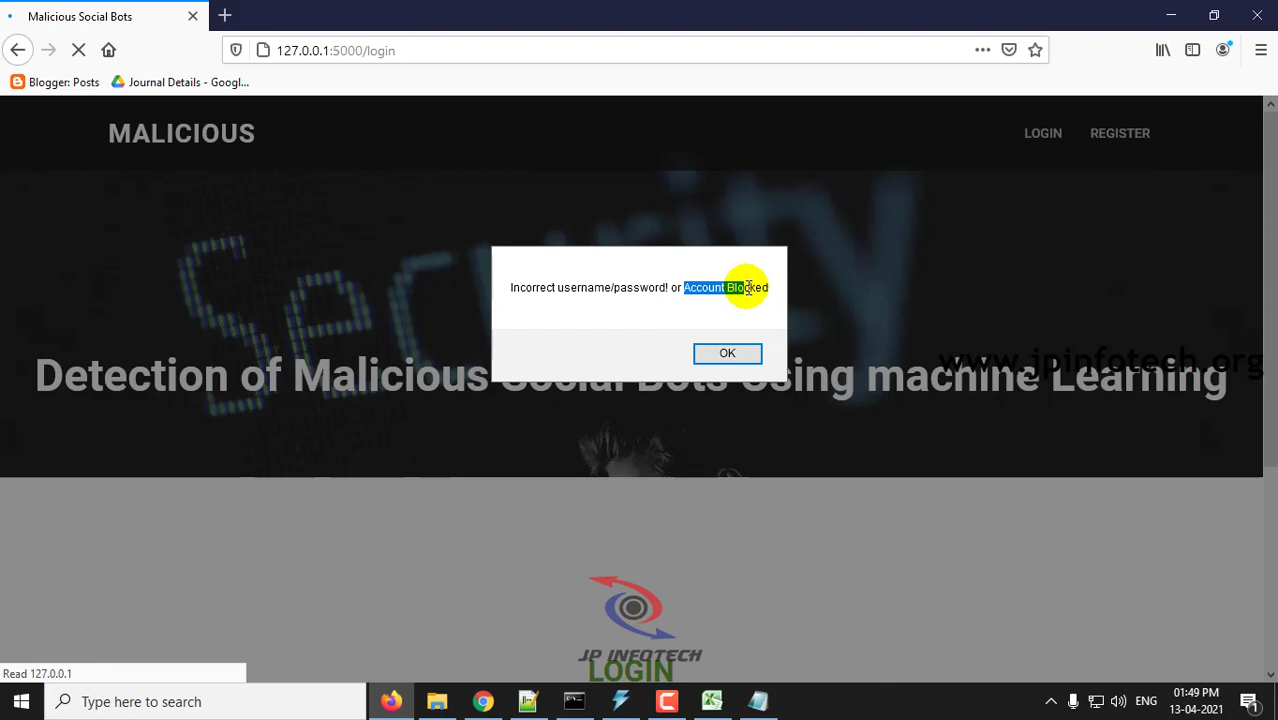 Malicious Social Bots
127.0.0.1:5000/login
Blogger: Posts
Journal Details - Googl...
MALICIOUS
LOGIN
REGISTER
Security
Incorrect username/password! or Account Blocked
OK
www.jpinfotech.org
Detection of Malicious Social Bots Using machine Learning
JP INFOTECH
LOGIN
Read 127.0.0.1
Type here to search
ENG
01:49 PM
13-04-2021
1